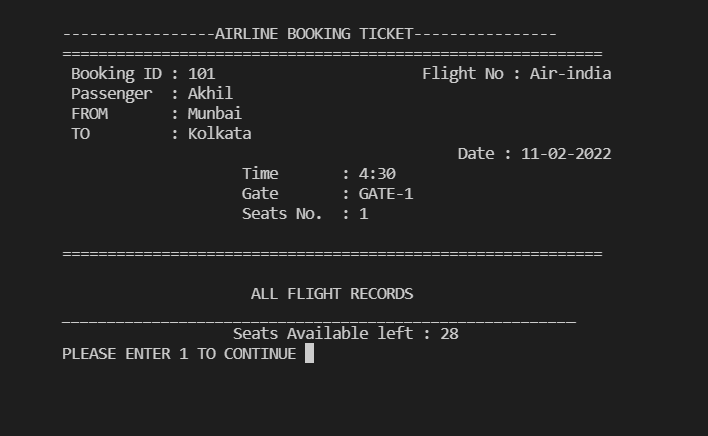 -----------------AIRLINE BOOKING TICKET----------------
============================================================
Booking ID : 101 Flight No : Air-india
Passenger : Akhil
FROM : Munbai
TO : Kolkata
Date : 11-02-2022
Time : 4:30
Gate : GATE-1
Seats No. : 1
============================================================
ALL FLIGHT RECORDS
_________________________________________________________
Seats Available left : 28
PLEASE ENTER 1 TO CONTINUE